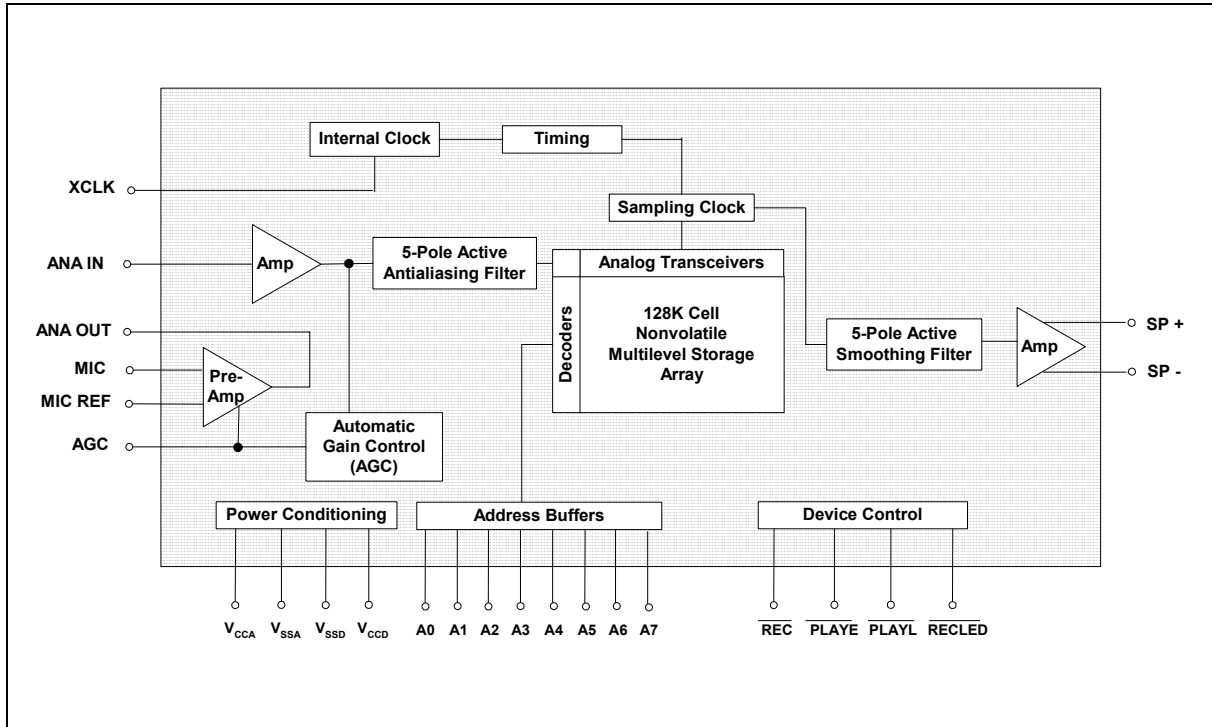 Internal Clock
Timing
XCLK
Sampling Clock
ANA IN
Amp
5-Pole Active
Antialiasing Filter
Analog Transceivers
Decoders
128K Cell
Nonvolatile
Multilevel Storage
Array
5-Pole Active
Smoothing Filter
Amp
SP +
SP -
ANA OUT
MIC
Pre-
Amp
MIC REF
AGC
Automatic
Gain Control
(AGC)
Power Conditioning
Address Buffers
Device Control
VCCA VSSA VSSD VCCD
A0 A1 A2 A3 A4 A5 A6 A7
REC PLAYE PLAYL RECLED